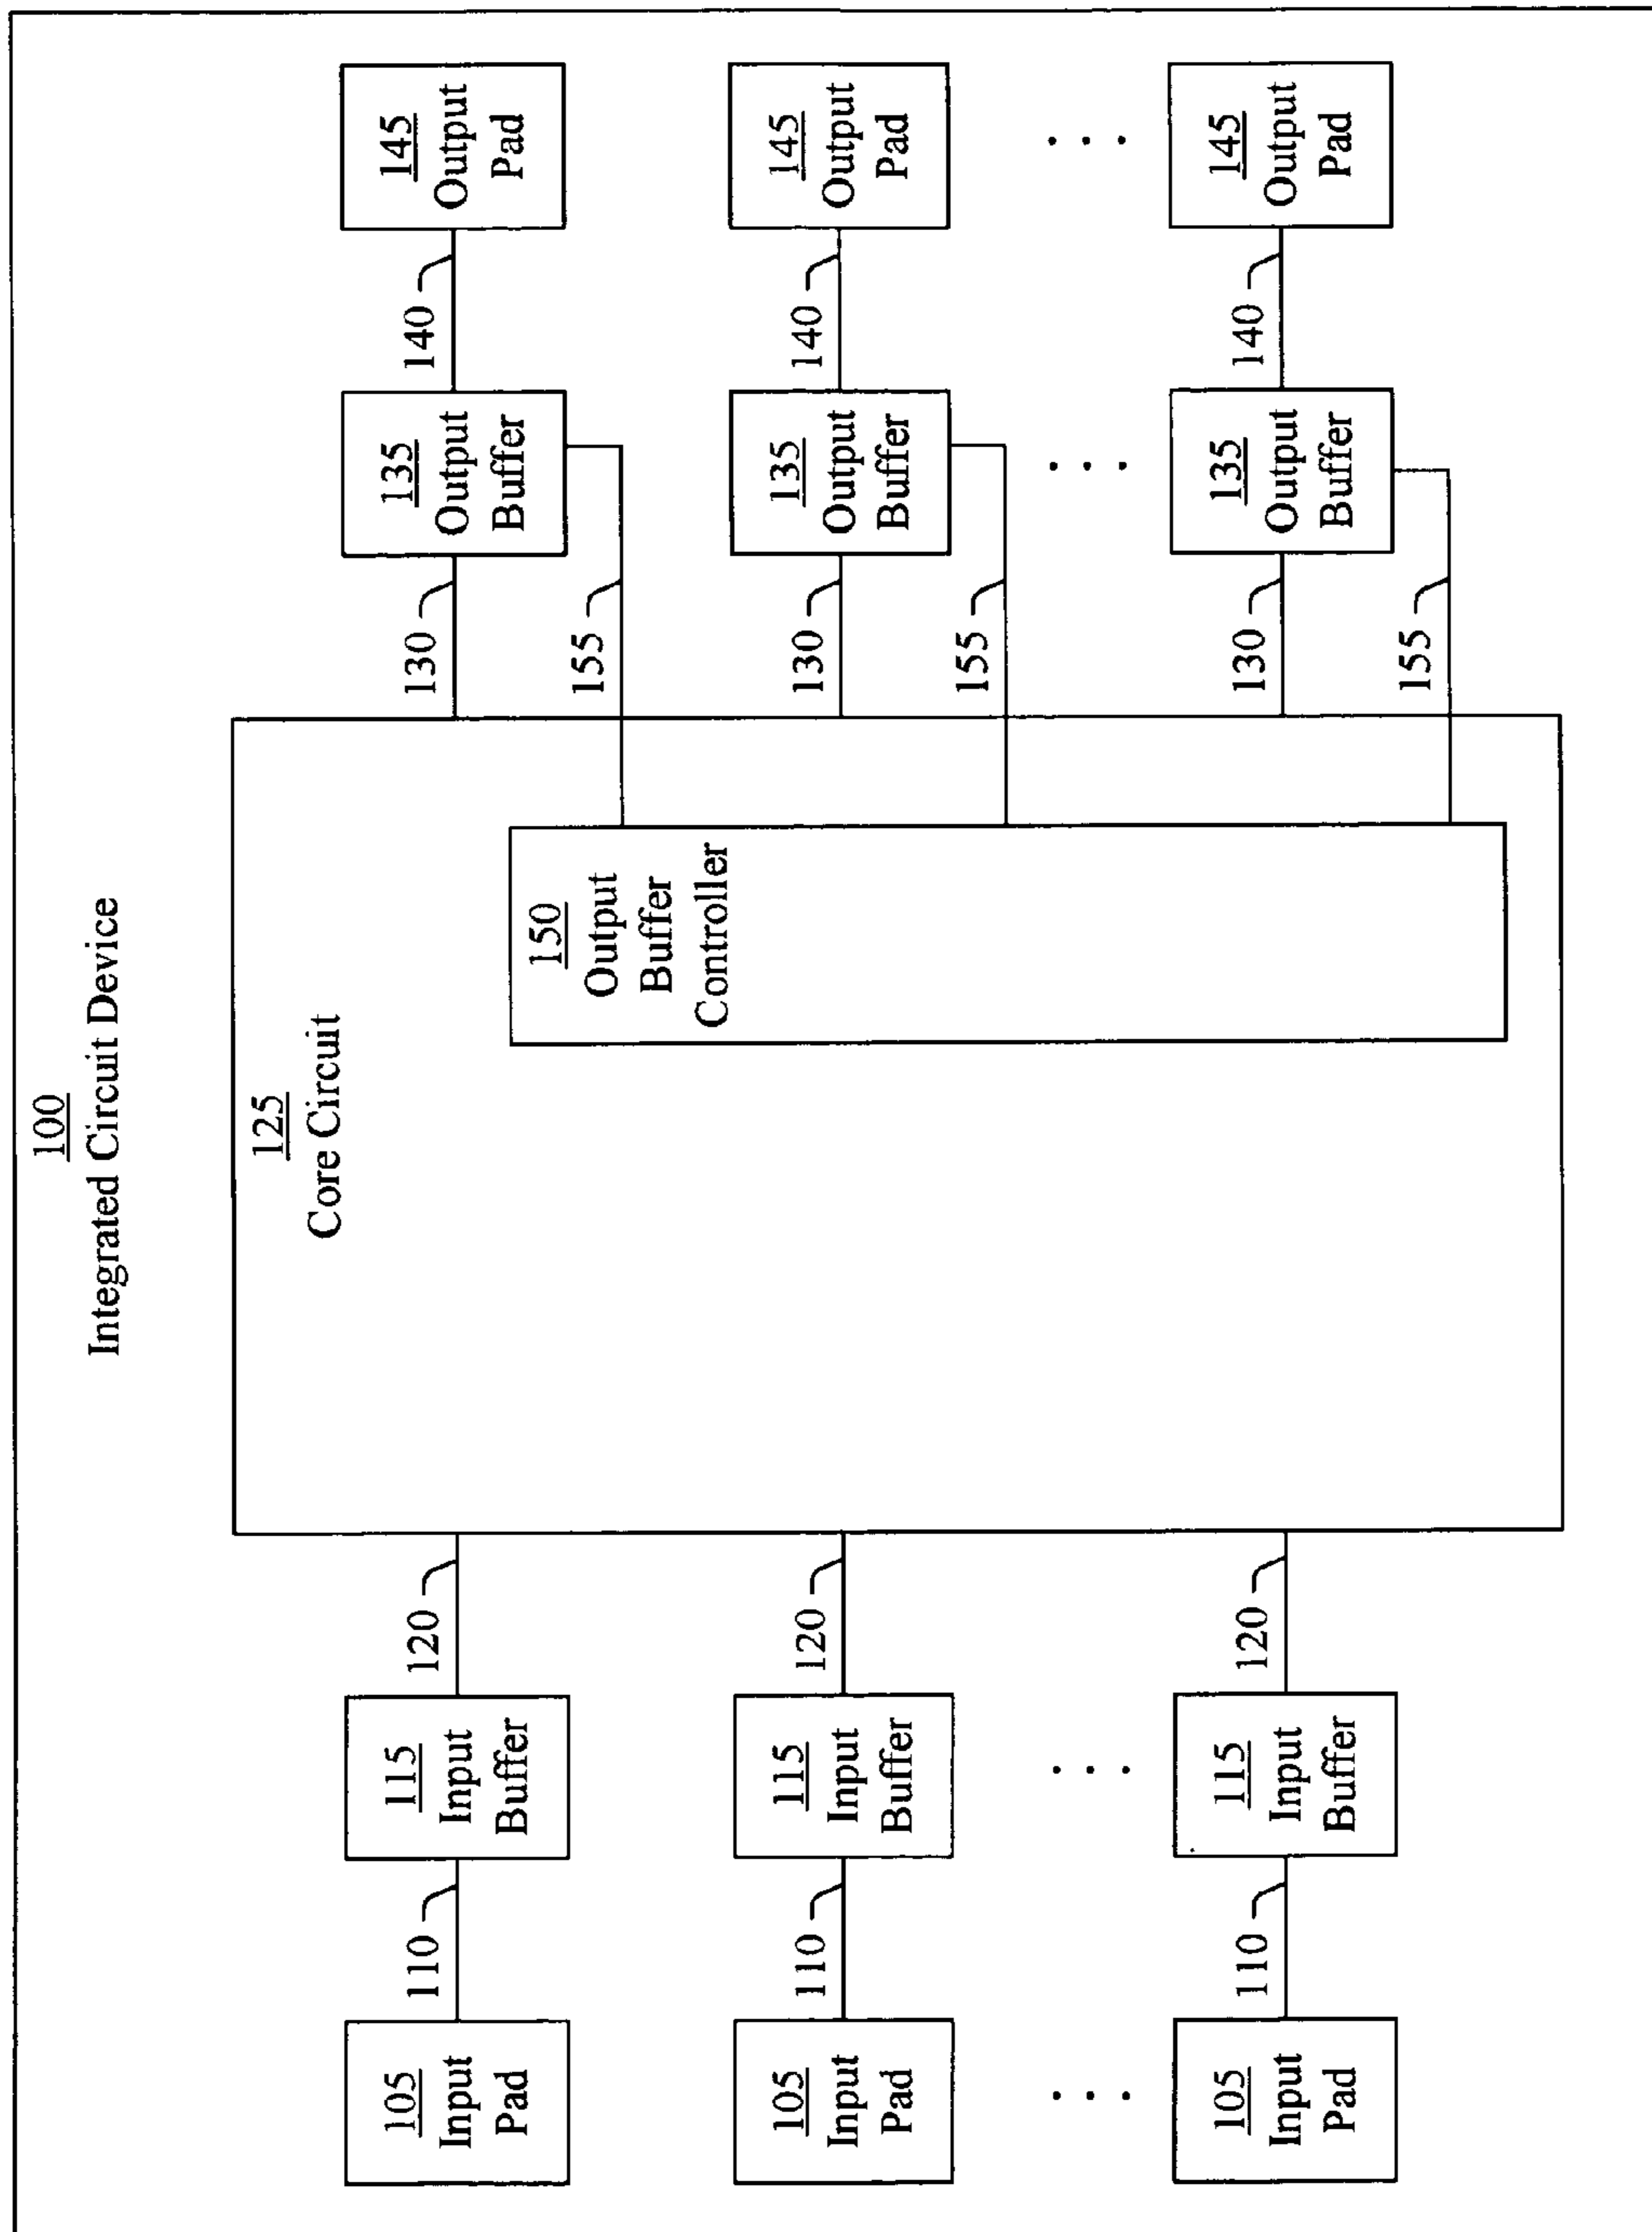 100
Integrated Circuit Device
125
Core Circuit
105
Input
Pad
110
115
Input
Buffer
120
150
Output
Buffer
Controller
130
135
Output
Buffer
140
145
Output
Pad
155
105
Input
Pad
110
115
Input
Buffer
120
130
135
Output
Buffer
140
145
Output
Pad
155
. . .
. . .
. . .
. . .
105
Input
Pad
110
115
Input
Buffer
120
130
135
Output
Buffer
140
145
Output
Pad
155